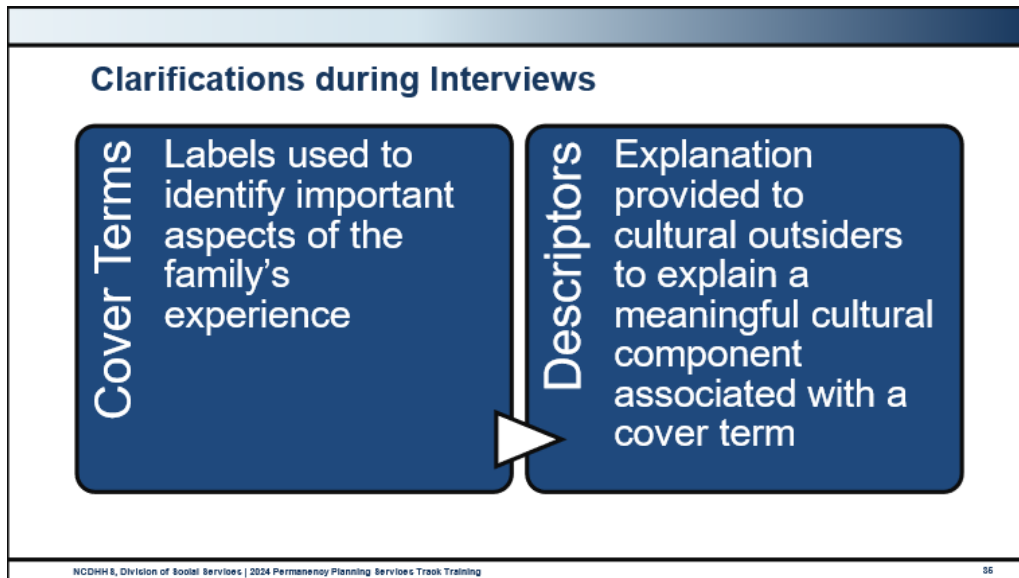 Clarifications during Interviews
Cover Terms
Labels used to
identify important
aspects of the
family’s
experience
Descriptors
Explanation
provided to
cultural outsiders
to explain a
meaningful cultural
component
associated with a
cover term
NCDHHS, Division of Social Services | 2024 Permanency Planning Services Track Training
35